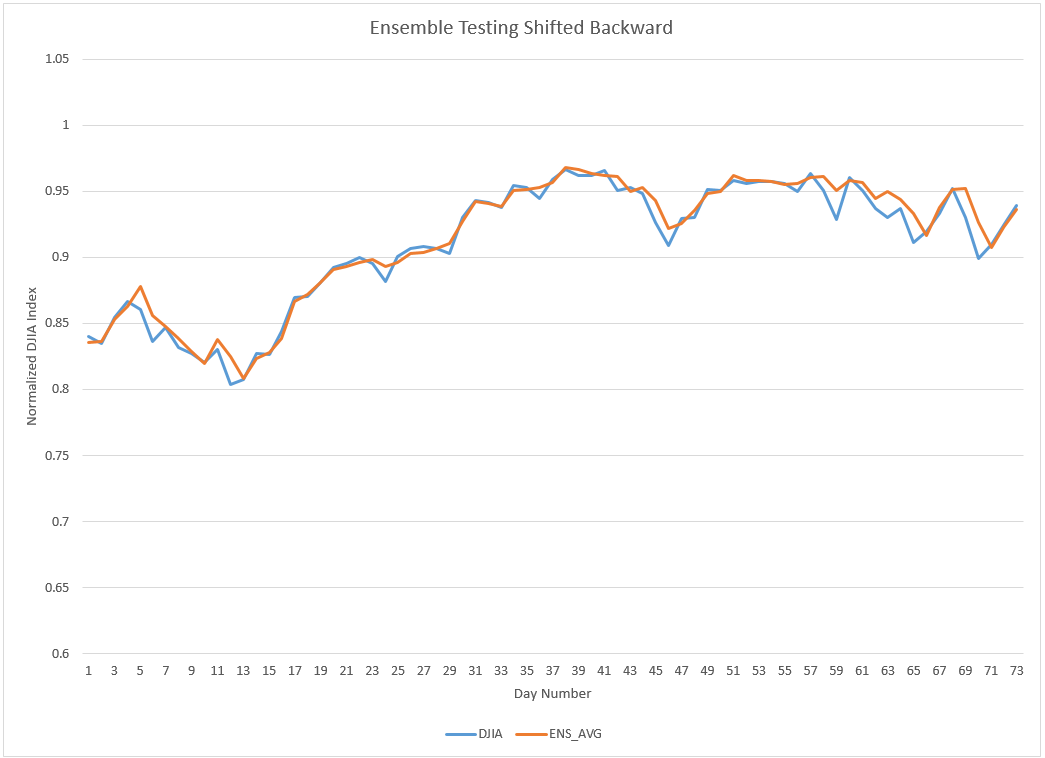 Ensemble Testing Shifted Backward
1.05
1
0.95
0.9
0.85
0.8
0.75
0.7
0.65
0.6
Normalized DJIA Index
1 3 5 7 9 11 13 15 17 19 21 23 25 27 29 31 33 35 37 39 41 43 45 47 49 51 53 55 57 59 61 63 65 67 69 71 73
Day Number
DJIA ENS_AVG